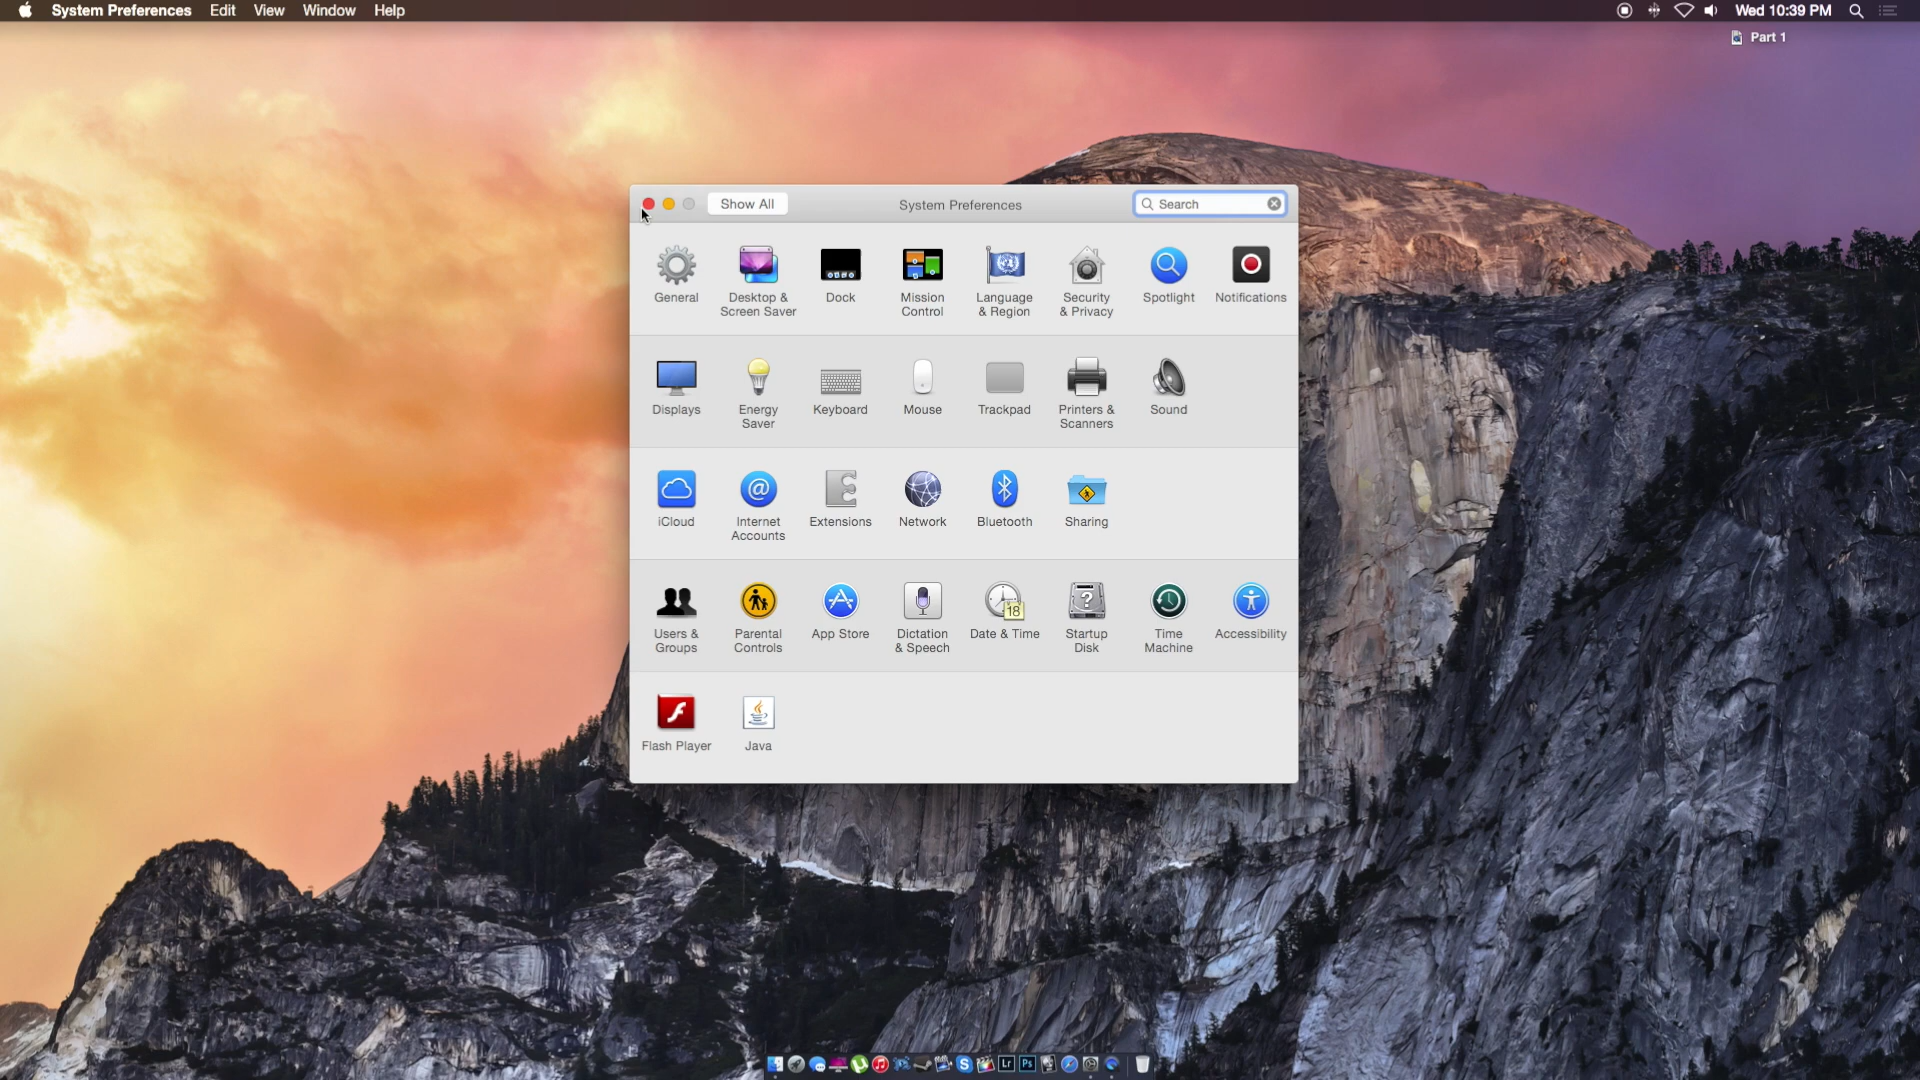 System Preferences Edit View Window Help Wed 10:39 PM
Part 1
Show All System Preferences Search
General Desktop & Dock Mission Language Security Spotlight Notifications
Screen Saver Control & Region & Privacy
Displays Energy Keyboard Mouse Trackpad Printers & Sound
Saver Scanners
iCloud Internet Extensions Network Bluetooth Sharing
Accounts
18
Users & Parental App Store Dictation Date & Time Startup Time Accessibility
Groups Controls & Speech Disk Machine
Flash Player Java
Lr Ps